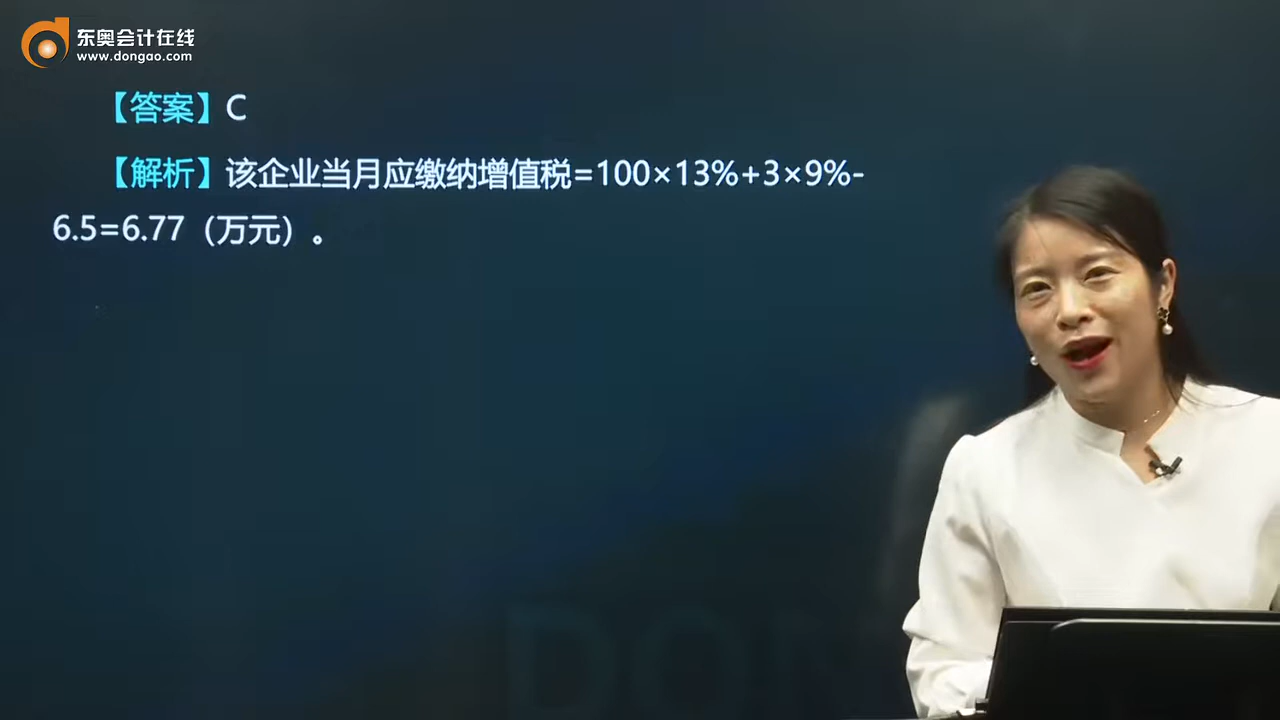 东奥会计在线
www.dongao.com
【答案】C
【解析】该企业当月应缴纳增值税=100×13%+3×9%-
6.5=6.77（万元）。
DON